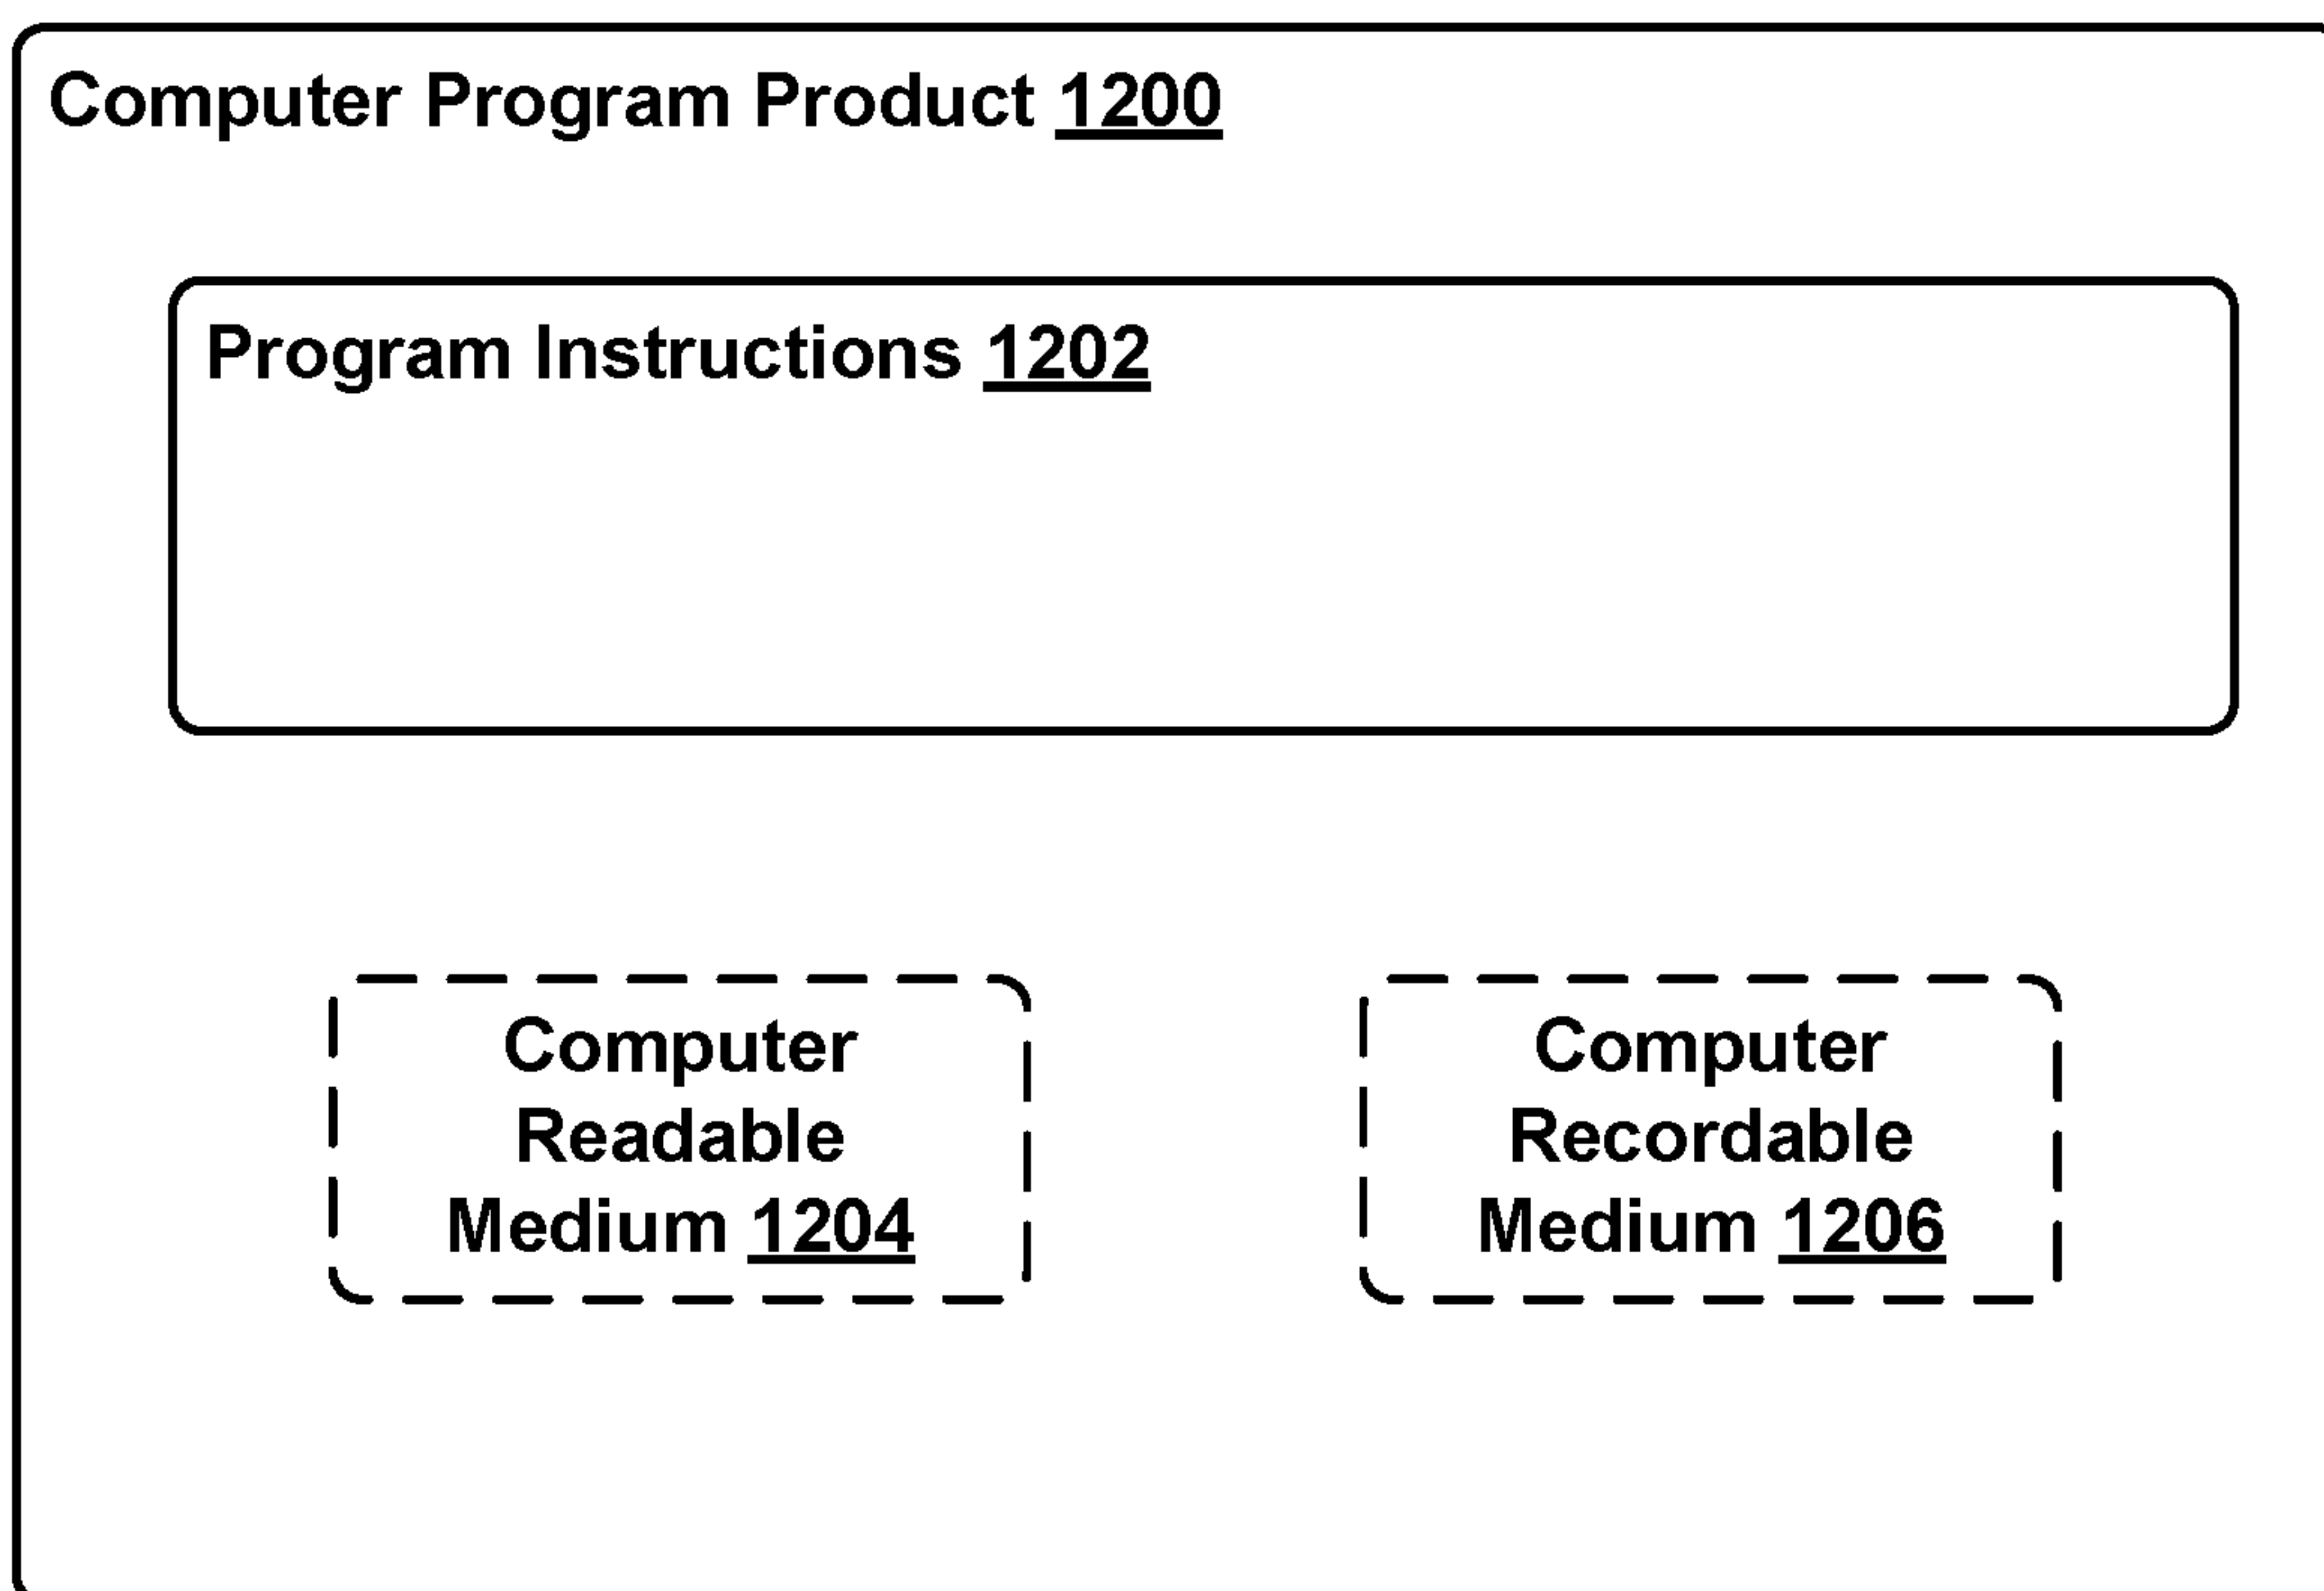 Computer Program Product 1200
Program Instructions 1202
Computer
Readable
Medium 1204
Computer
Recordable
Medium 1206